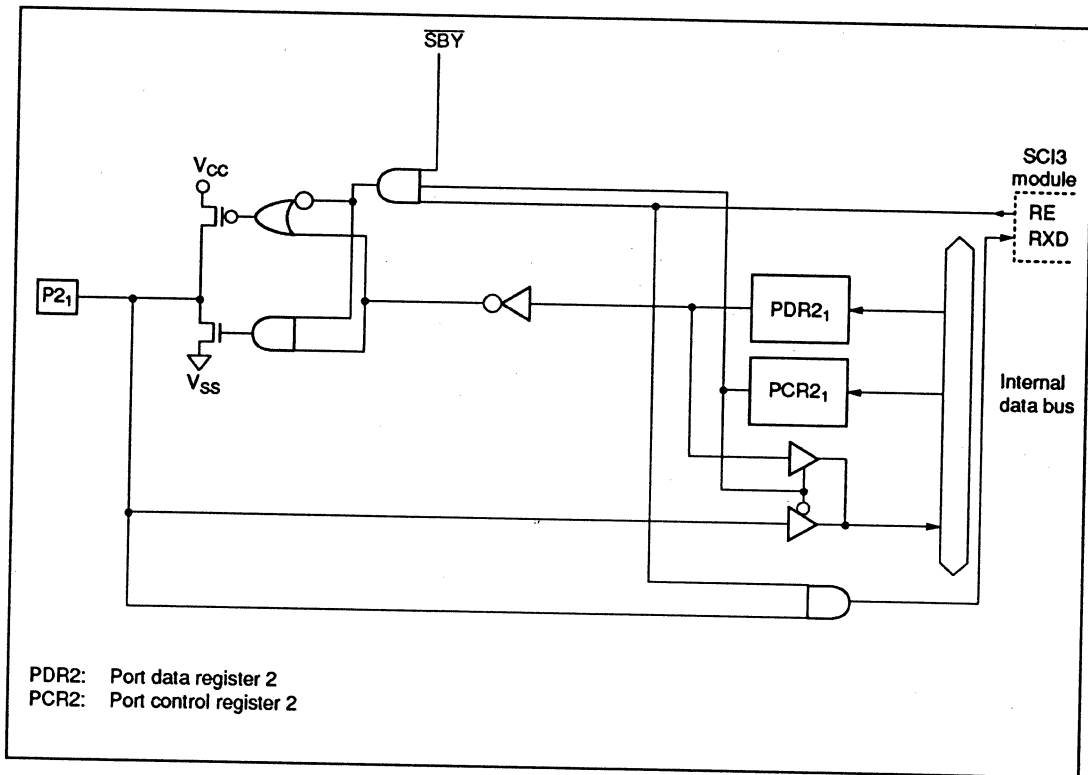 SBY
VCC
SCI3
module
RE
RXD
P21
PDR21
VSS
PCR21
Internal
data bus
PDR2: Port data register 2
PCR2: Port control register 2